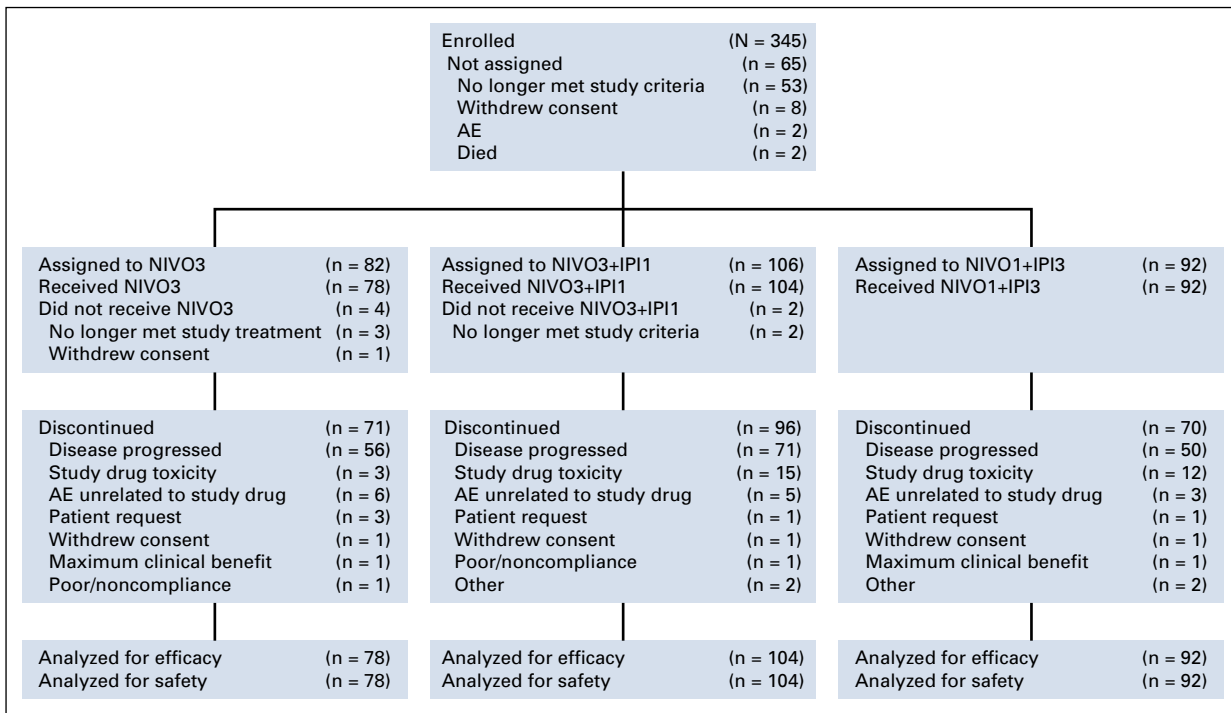 Enrolled (N = 345)
Not assigned (n = 65)
No longer met study criteria (n = 53)
Withdrew consent (n = 8)
AE (n = 2)
Died (n = 2)
Assigned to NIVO3 (n = 82)
Received NIVO3 (n = 78)
Did not receive NIVO3 (n = 4)
No longer met study treatment (n = 3)
Withdrew consent (n = 1)
Assigned to NIVO3+IPI1 (n = 106)
Received NIVO3+IPI1 (n = 104)
Did not receive NIVO3+IPI1 (n = 2)
No longer met study criteria (n = 2)
Assigned to NIVO1+IPI3 (n = 92)
Received NIVO1+IPI3 (n = 92)
Discontinued (n = 71)
Disease progressed (n = 56)
Study drug toxicity (n = 3)
AE unrelated to study drug (n = 6)
Patient request (n = 3)
Withdrew consent (n = 1)
Maximum clinical benefit (n = 1)
Poor/noncompliance (n = 1)
Discontinued (n = 96)
Disease progressed (n = 71)
Study drug toxicity (n = 15)
AE unrelated to study drug (n = 5)
Patient request (n = 1)
Withdrew consent (n = 1)
Poor/noncompliance (n = 1)
Other (n = 2)
Discontinued (n = 70)
Disease progressed (n = 50)
Study drug toxicity (n = 12)
AE unrelated to study drug (n = 3)
Patient request (n = 1)
Withdrew consent (n = 1)
Maximum clinical benefit (n = 1)
Other (n = 2)
Analyzed for efficacy (n = 78)
Analyzed for safety (n = 78)
Analyzed for efficacy (n = 104)
Analyzed for safety (n = 104)
Analyzed for efficacy (n = 92)
Analyzed for safety (n = 92)